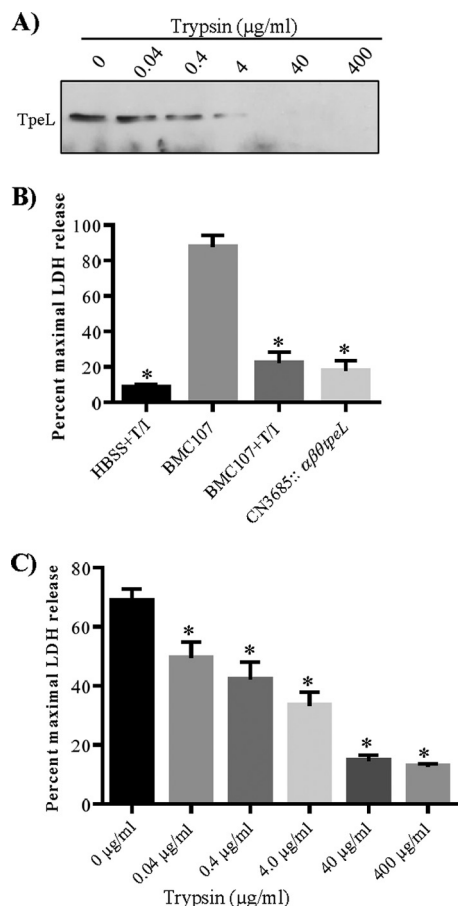 A)
Trypsin (µg/ml)
0 0.04 0.4 4 40 400
TpeL
B)
Percent maximal LDH release
100
80
60
40
20
0
* * *
HBSS+T/I BMC107 BMC107+T/I CN3685:: αβθtpeL
C)
Percent maximal LDH release
80
60
40
20
0
* * * * *
0 µg/ml 0.04 µg/ml 0.4 µg/ml 4.0 µg/ml 40 µg/ml 400 µg/ml
Trypsin (µg/ml)